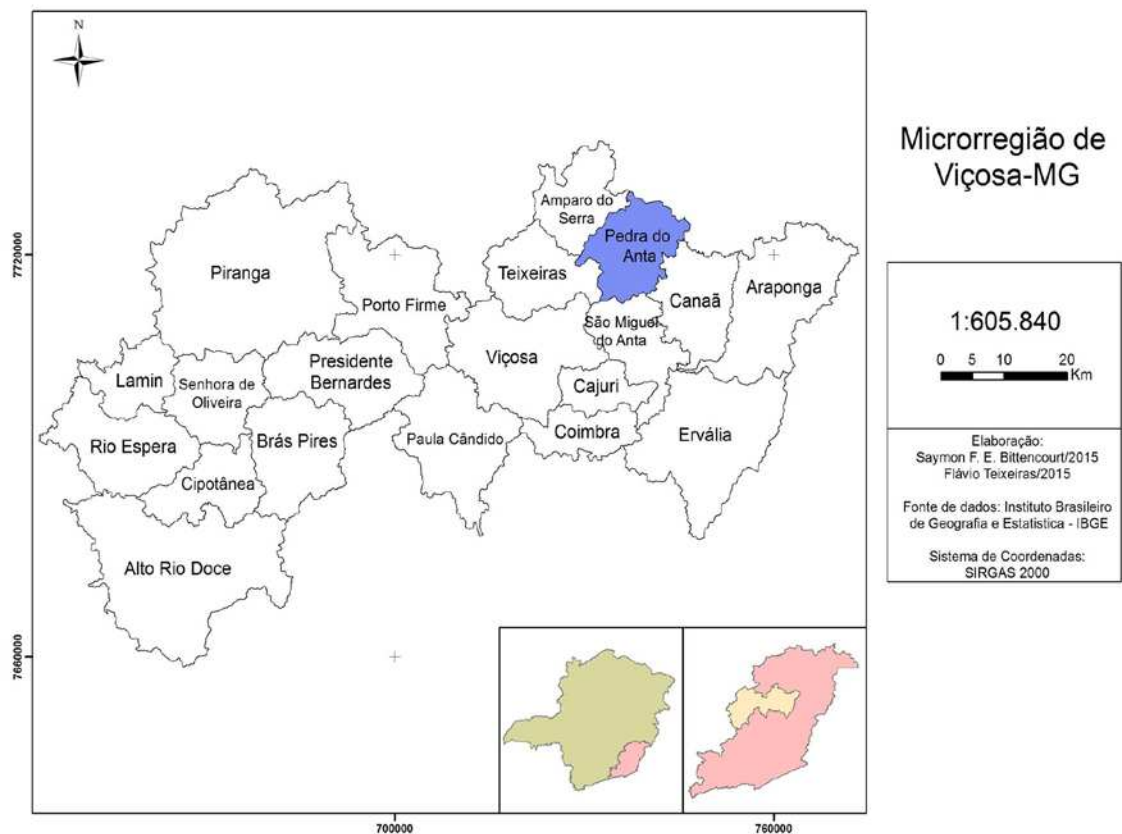 N
Microrregião de
Viçosa-MG
Amparo do
Serra
Pedra do
Anta
Piranga
Teixeiras
Canaã
Araponga
Porto Firme
São Miguel
do Anta
Viçosa
Presidente
Bernardes
Lamin
Senhora de
Oliveira
Cajuri
Rio Espera
Brás Pires
Paula Cândido
Coimbra
Ervália
Cipotânea
Alto Rio Doce
7720000
7660000
700000
760000
1:605.840
0 5 10 20
Km
Elaboração:
Saymon F. E. Bittencourt/2015
Flávio Teixeiras/2015
Fonte de dados: Instituto Brasileiro
de Geografia e Estatística - IBGE
Sistema de Coordenadas:
SIRGAS 2000